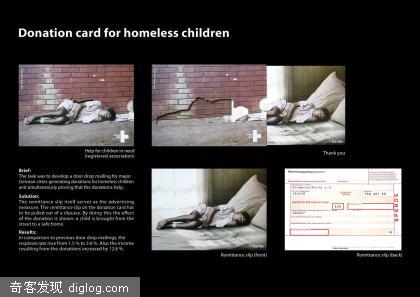 Donation card for homeless children
Help for children in need
(registered association)
Danke
Thank you
Brief:
The task was to develop a door drop mailing for major
German cities generating donations for homeless children
and simultaneously proving that the donations help.
Solution:
The remittance slip itself serves as the advertising
measure. The remittance slip on the donation card has
to be pulled out of a slipcase. By doing this the effect
of the donation is shown: a child is brought from the
street to a safe home.
Results:
In comparison to previous door drop mailings, the
response rate rose from 1.5 % to 2.6 %. Also the income
resulting from the donations increased by 12.8 %.
Danke
Remittance slip (front)
SPENDE
Remittance slip (back)
奇客发现 diglog.com